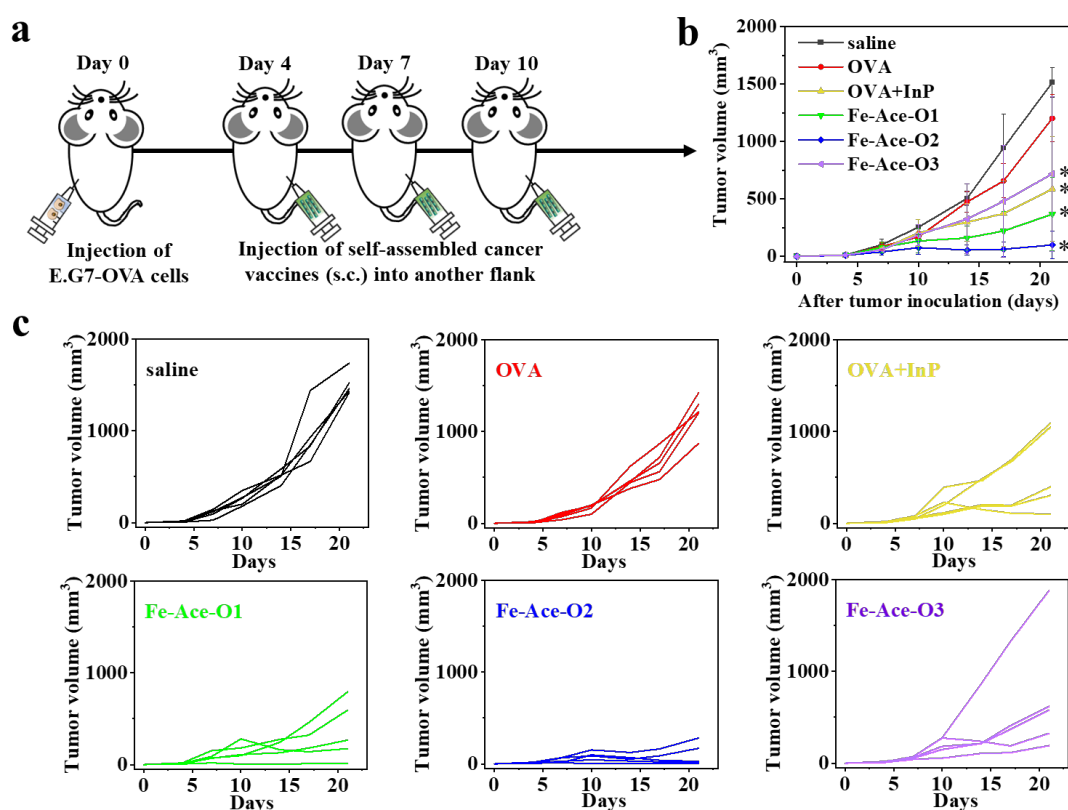 a
Day 0
Day 4
Day 7
Day 10
Injection of
E.G7-OVA cells
Injection of self-assembled cancer
vaccines (s.c.) into another flank
b
Tumor volume (mm³)
2000
1500
1000
500
0
saline
OVA
OVA+InP
Fe-Ace-O1
Fe-Ace-O2
Fe-Ace-O3
*
*
*
*
0 5 10 15 20
After tumor inoculation (days)
c
Tumor volume (mm³)
2000
1000
0
saline
0 5 10 15 20
Days
Tumor volume (mm³)
2000
1000
0
OVA
0 5 10 15 20
Days
Tumor volume (mm³)
2000
1000
0
OVA+InP
0 5 10 15 20
Days
Tumor volume (mm³)
2000
1000
0
Fe-Ace-O1
0 5 10 15 20
Days
Tumor volume (mm³)
2000
1000
0
Fe-Ace-O2
0 5 10 15 20
Days
Tumor volume (mm³)
2000
1000
0
Fe-Ace-O3
0 5 10 15 20
Days